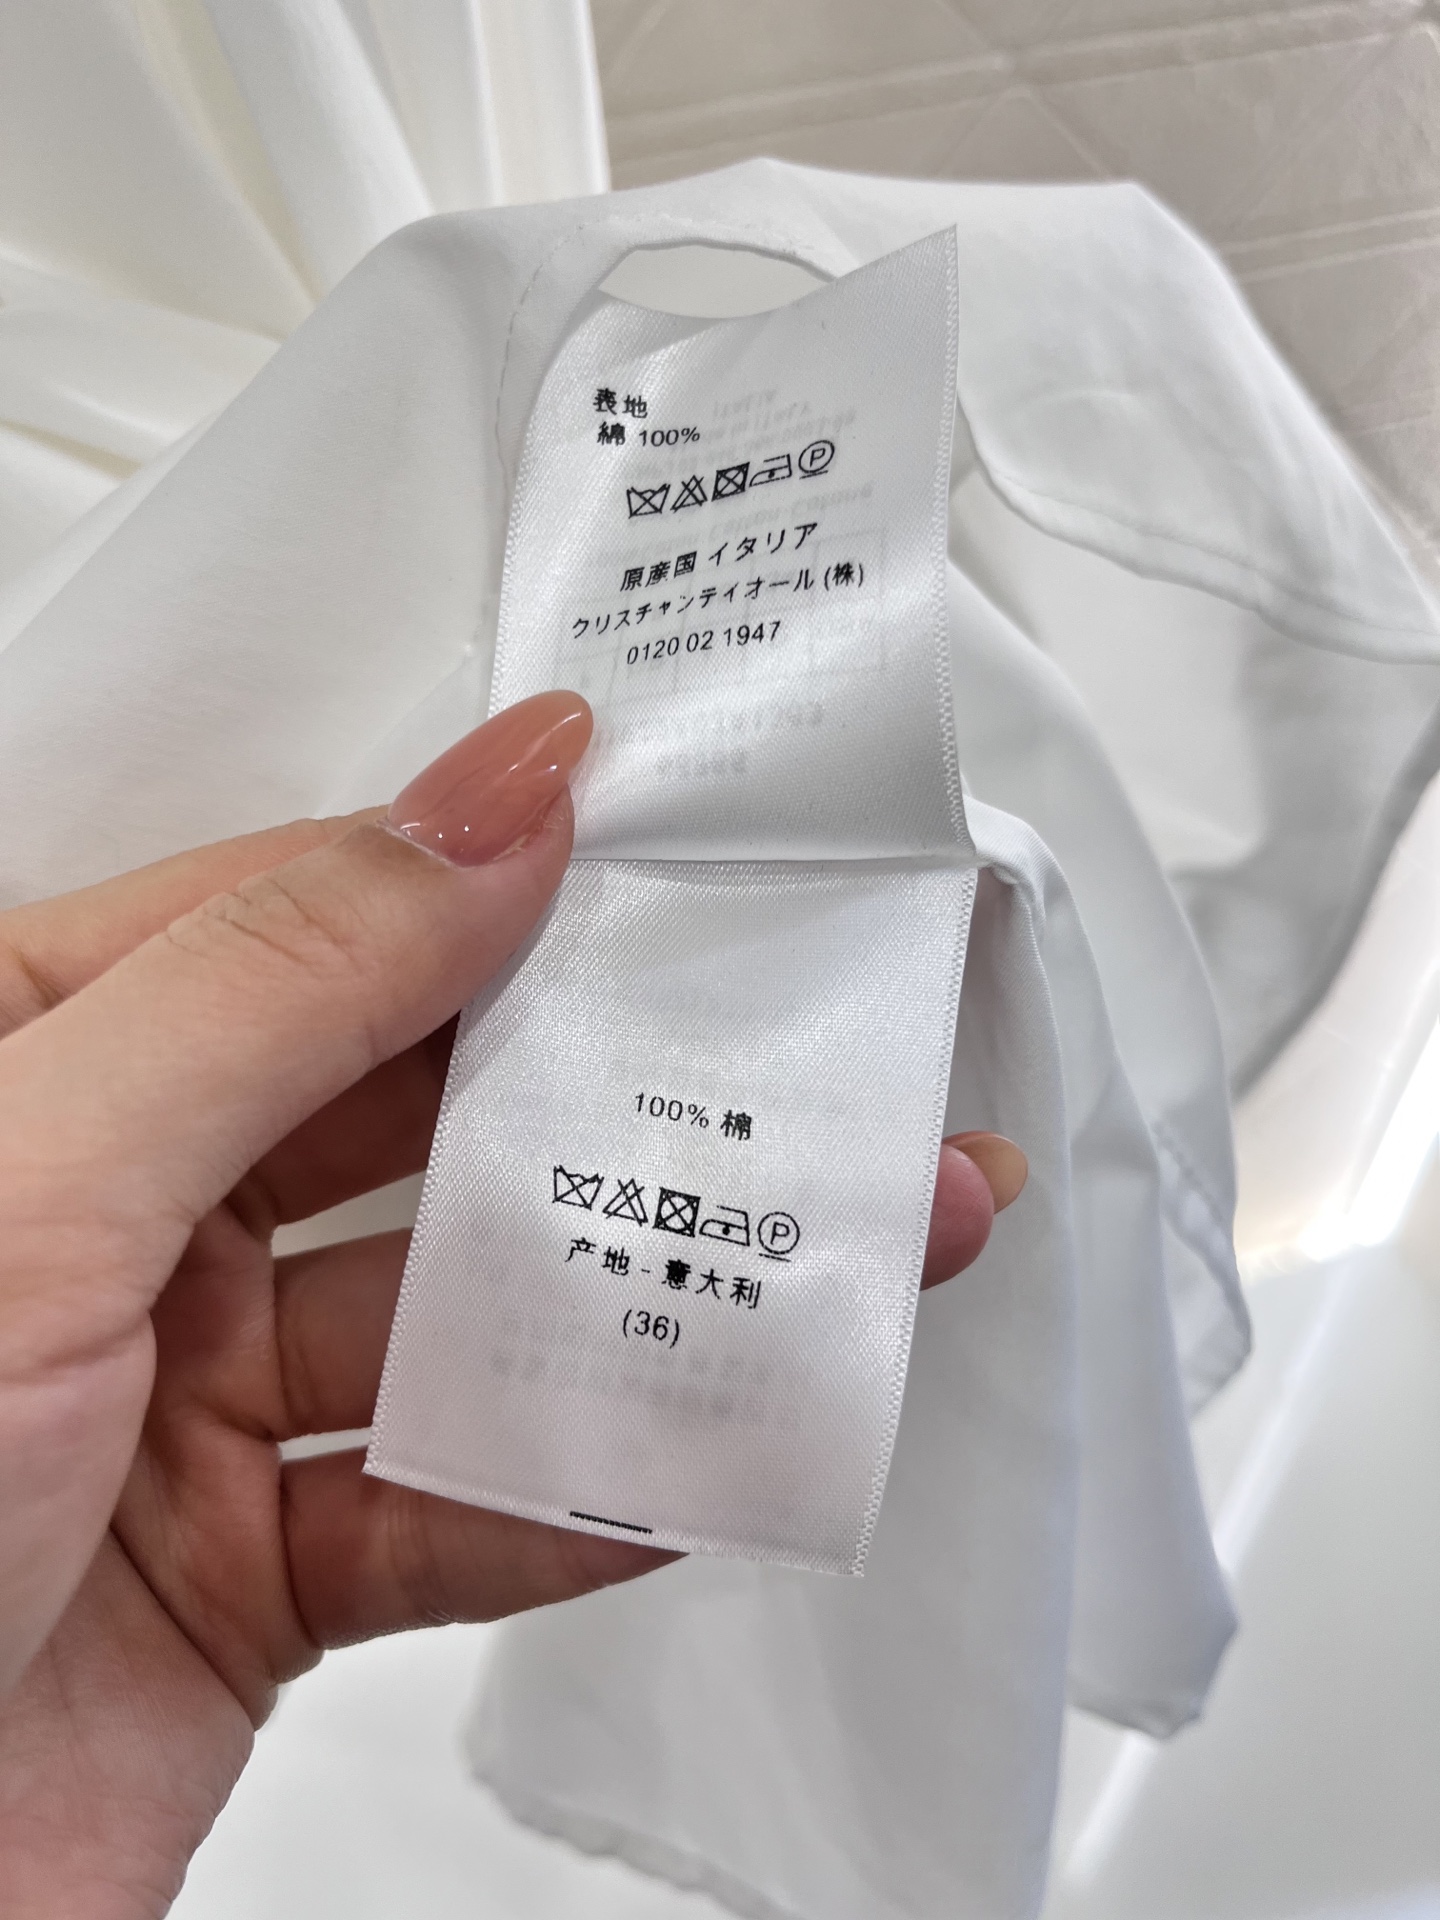 表地
綿 100%
P
原産国 イタリア
クリスチャンディオール (株)
0120 02 1947
100% 棉
P
产地 - 意大利
(36)